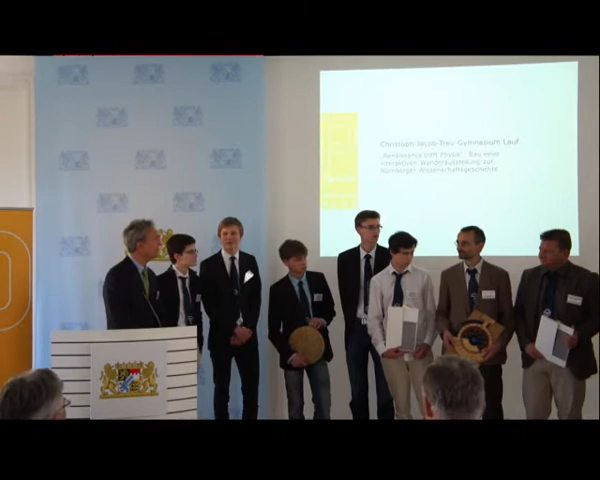 Christoph-Jacob-Treu-Gymnasium Lauf
„Renaissance trifft Physik": Bau einer
interaktiven Wanderausstellung zur
Nürnberger Wissenschaftsgeschichte